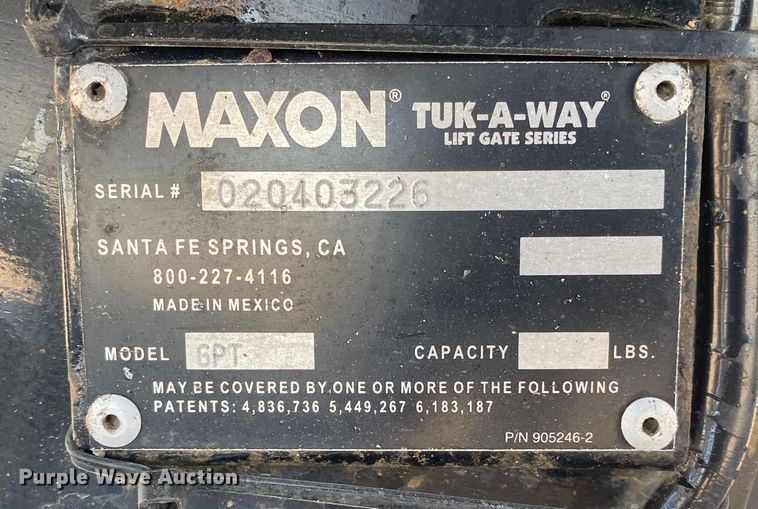 MAXON® TUK-A-WAY®
LIFT GATE SERIES
SERIAL # 020403226
SANTA FE SPRINGS, CA
800-227-4116
MADE IN MEXICO
MODEL GPT CAPACITY LBS.
MAY BE COVERED BY ONE OR MORE OF THE FOLLOWING
PATENTS: 4,836,736 5,449,267 6,183,187
P/N 905246-2
Purple Wave Auction